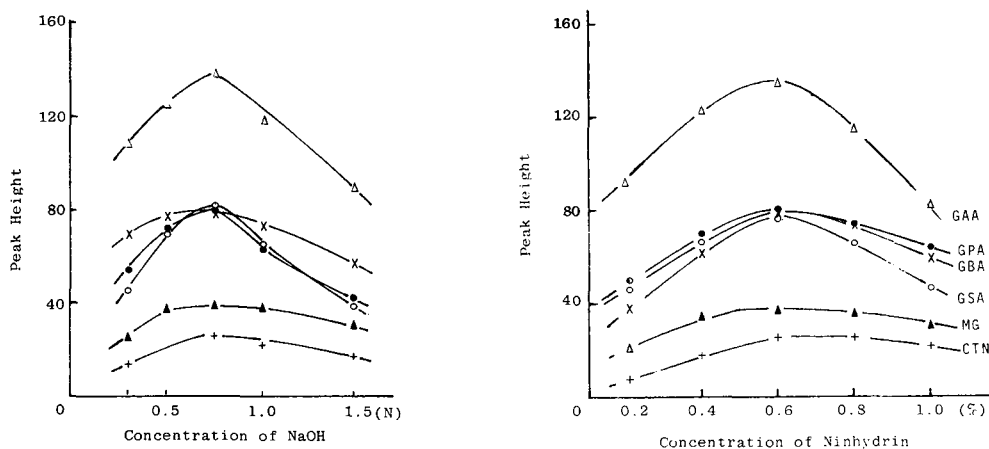 160
120
80
40
0
Peak Height
0.5
1.0
1.5(N)
Concentration of NaOH
160
120
80
40
0
Peak Height
0.2
0.4
0.6
0.8
1.0
(%)
Concentration of Ninhydrin
GAA
GPA
GBA
GSA
MG
CTN